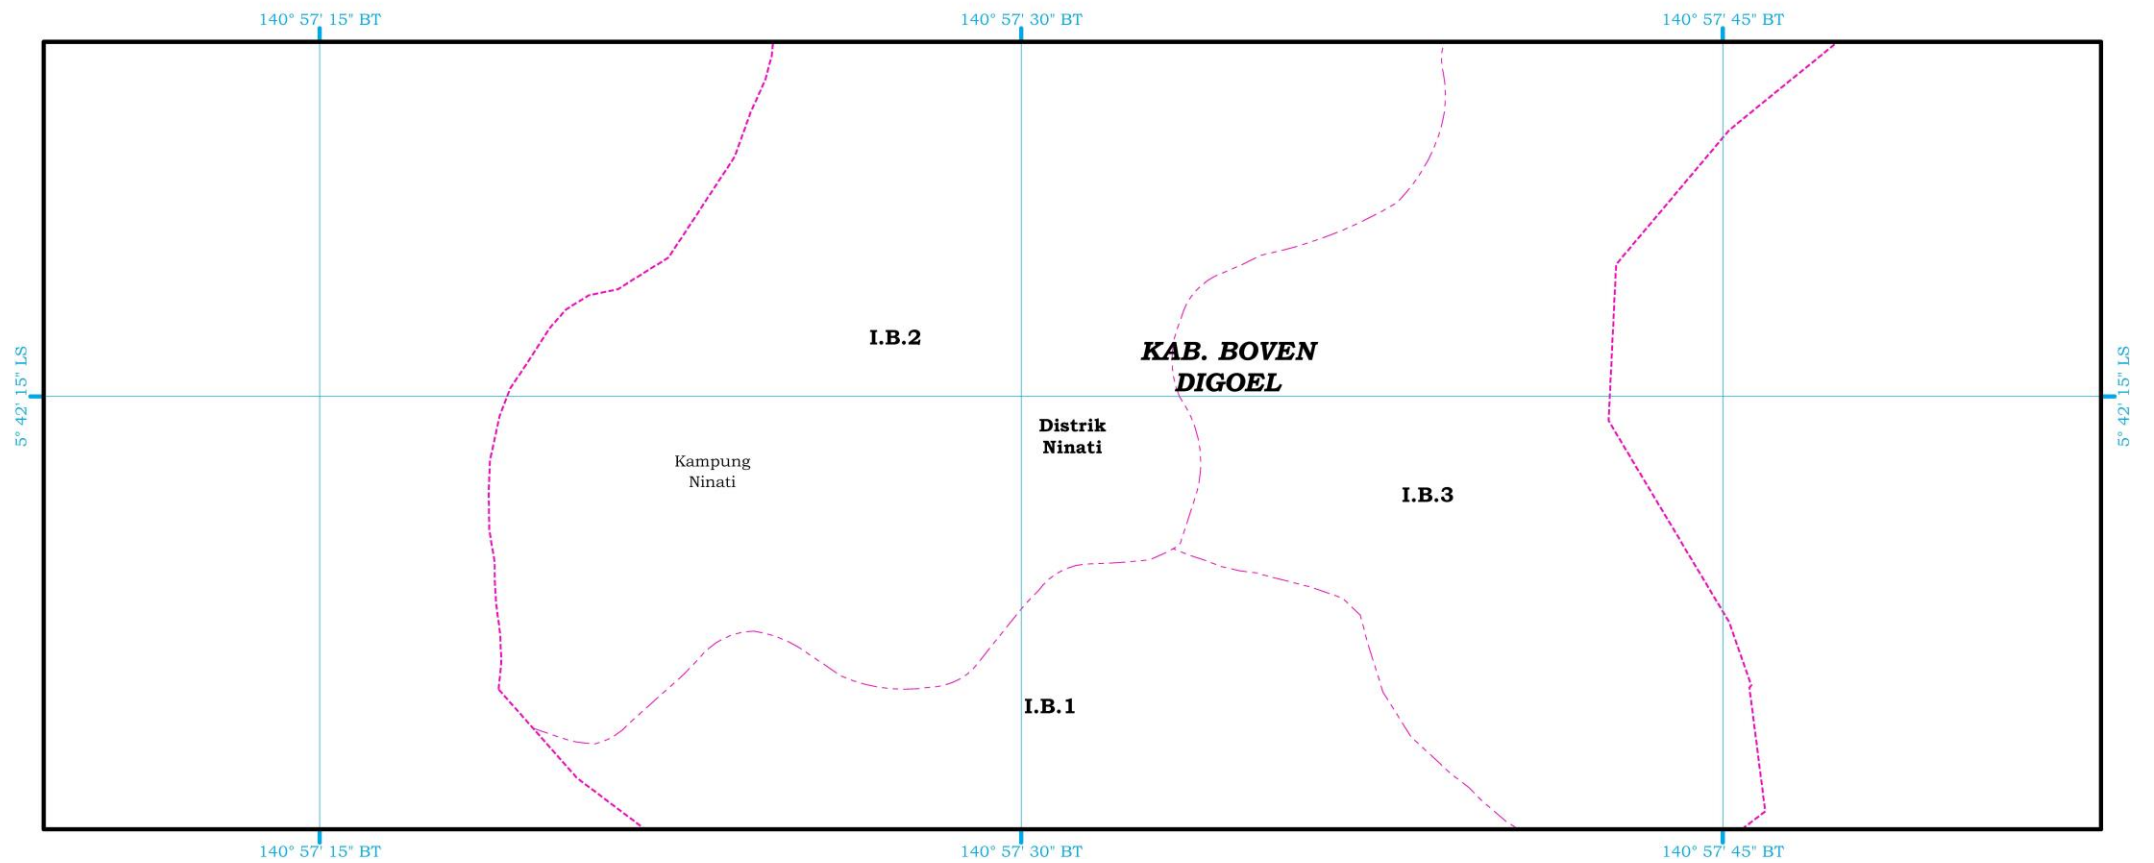 140° 57' 15" BT
140° 57' 30" BT
140° 57' 45" BT
I.B.2
KAB. BOVEN
DIGOEL
5° 42' 15" LS
5° 42' 15" LS
Distrik
Ninati
Kampung
Ninati
I.B.3
I.B.1
140° 57' 15" BT
140° 57' 30" BT
140° 57' 45" BT